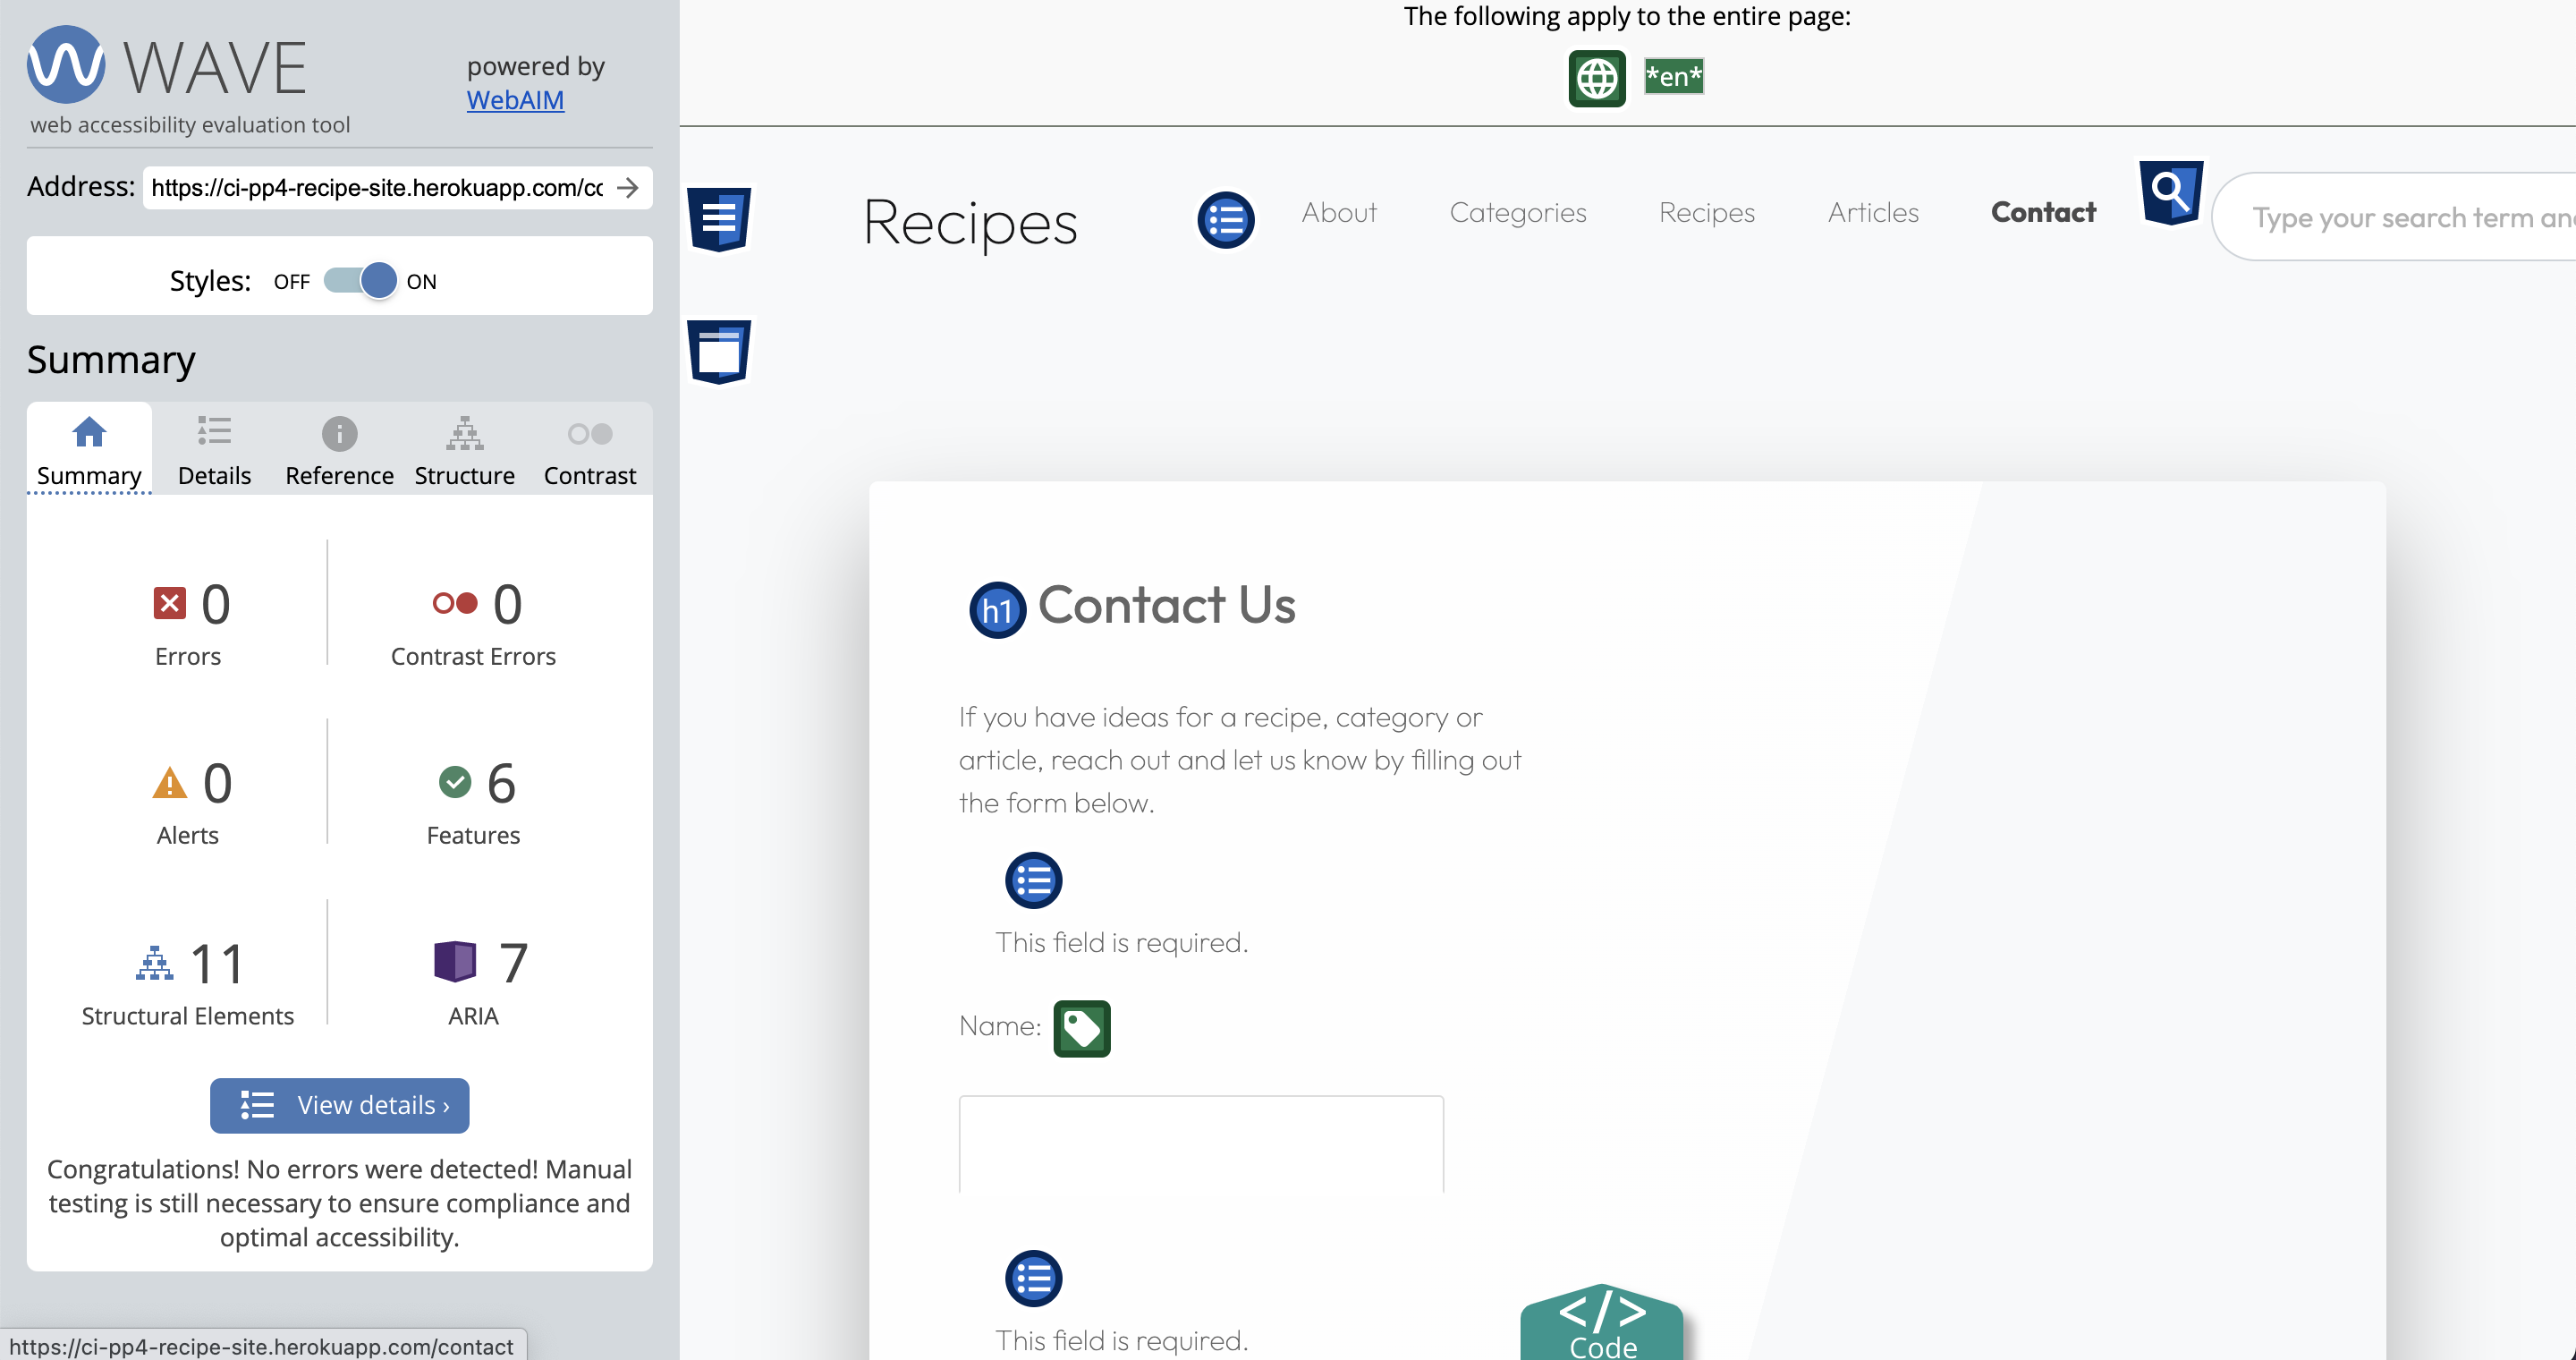 WAVE
powered by
WebAIM
web accessibility evaluation tool
Address: https://ci-pp4-recipe-site.herokuapp.com/cc
Styles: OFF ON
Summary
Summary Details Reference Structure Contrast
0 Errors
0 Contrast Errors
0 Alerts
6 Features
11 Structural Elements
7 ARIA
View details ›
Congratulations! No errors were detected! Manual
testing is still necessary to ensure compliance and
optimal accessibility.
https://ci-pp4-recipe-site.herokuapp.com/contact
The following apply to the entire page:
*en*
Recipes
About Categories Recipes Articles Contact
Type your search term an
h1 Contact Us
If you have ideas for a recipe, category or
article, reach out and let us know by filling out
the form below.
This field is required.
Name:
This field is required.
</>
Code